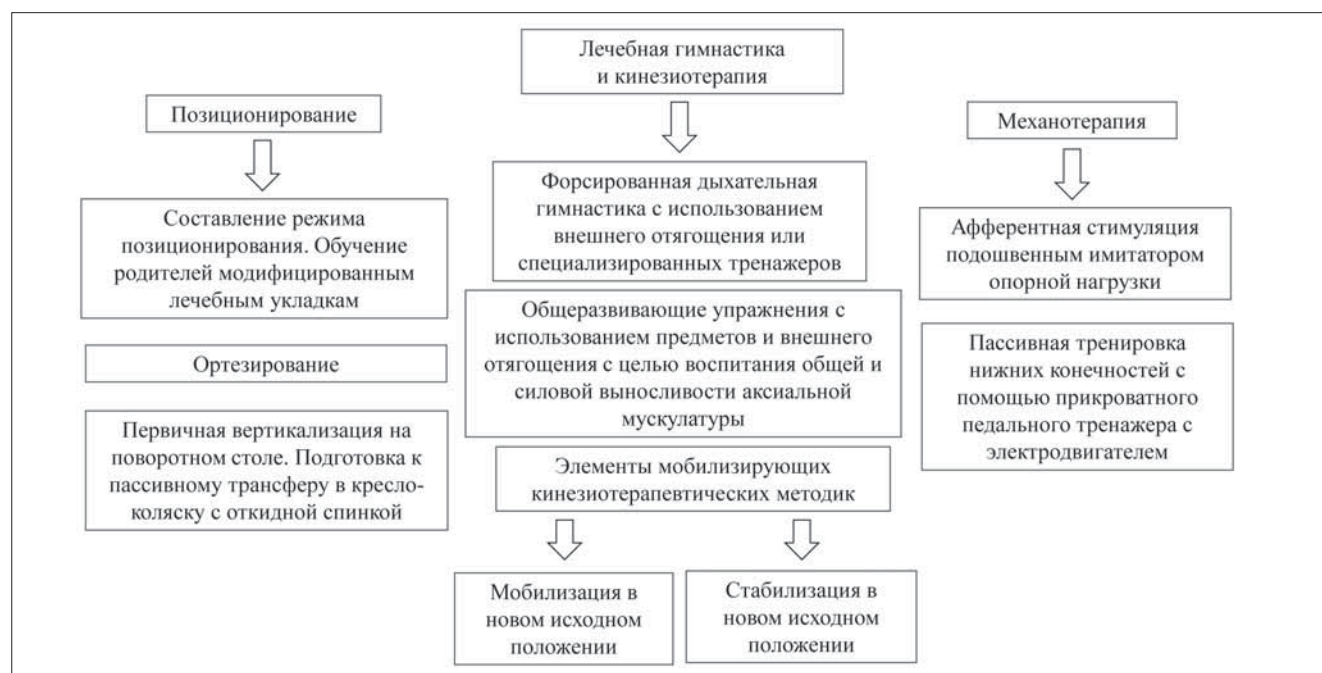 Позиционирование
Составление режима
позиционирования. Обучение
родителей модифицированным
лечебным укладкам
Ортезирование
Первичная вертикализация на
поворотном столе. Подготовка к
пассивному трансферу в кресло-
коляску с откидной спинкой
Лечебная гимнастика
и кинезиотерапия
Форсированная дыхательная
гимнастика с использованием
внешнего отягощения или
специализированных тренажеров
Общеразвивающие упражнения с
использованием предметов и внешнего
отягощения с целью воспитания общей и
силовой выносливости аксиальной
мускулатуры
Элементы мобилизирующих
кинезиотерапевтических методик
Мобилизация в
новом исходном
положении
Стабилизация в
новом исходном
положении
Механотерапия
Афферентная стимуляция
подошвенным имитатором
опорной нагрузки
Пассивная тренировка
нижних конечностей с
помощью прикроватного
педального тренажера с
электродвигателем